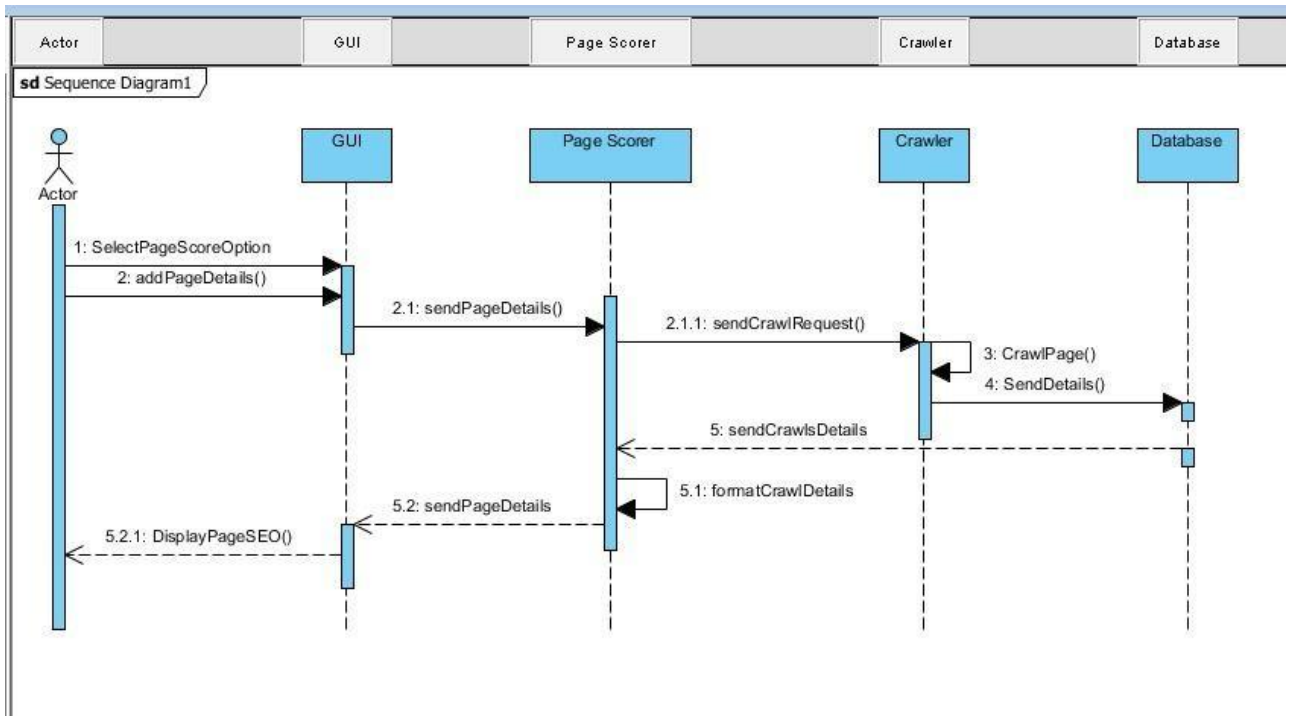 Actor
GUI
Page Scorer
Crawler
Database
sd Sequence Diagram1
GUI
Page Scorer
Crawler
Database
Actor
1: SelectPageScoreOption
2: addPageDetails()
2.1: sendPageDetails()
2.1.1: sendCrawlRequest()
3: CrawlPage()
4: SendDetails()
5: sendCrawlsDetails
5.1: formatCrawlDetails
5.2: sendPageDetails
5.2.1: DisplayPageSEO()